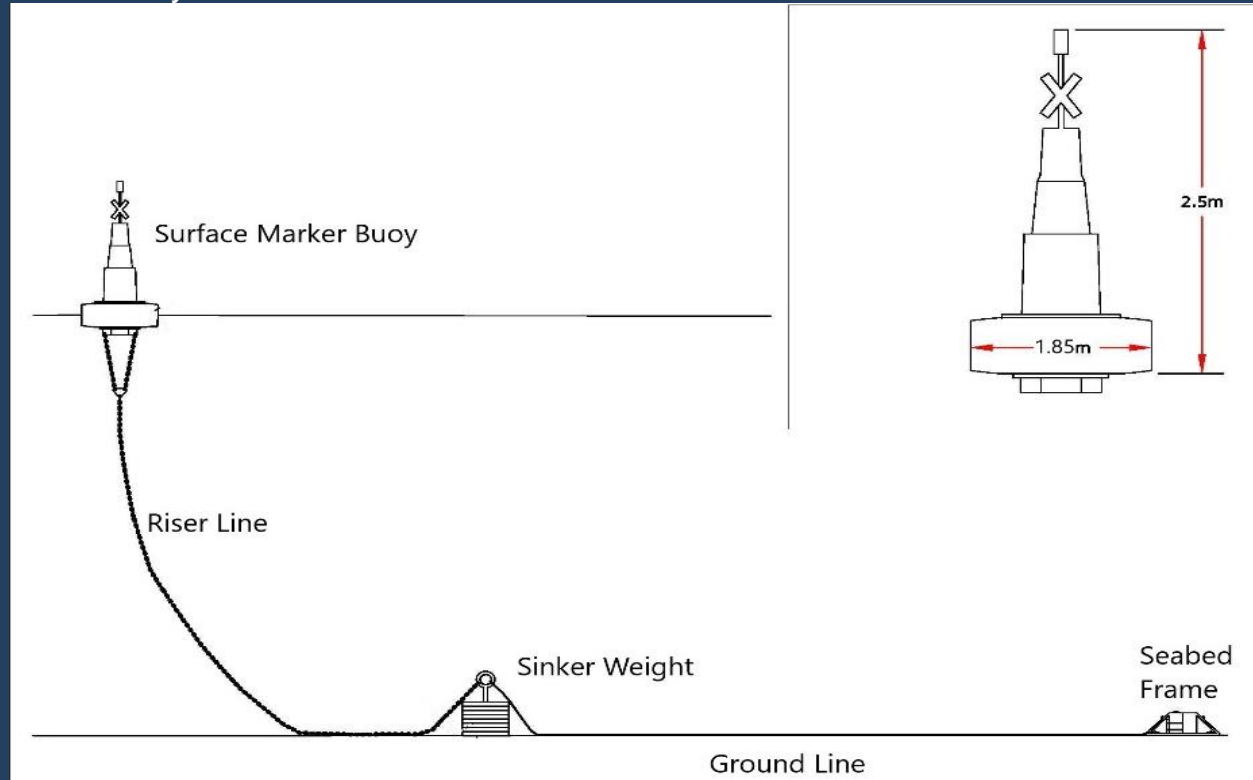 Surface Marker Buoy
2.5m
1.85m
Riser Line
Sinker Weight
Seabed
Frame
Ground Line